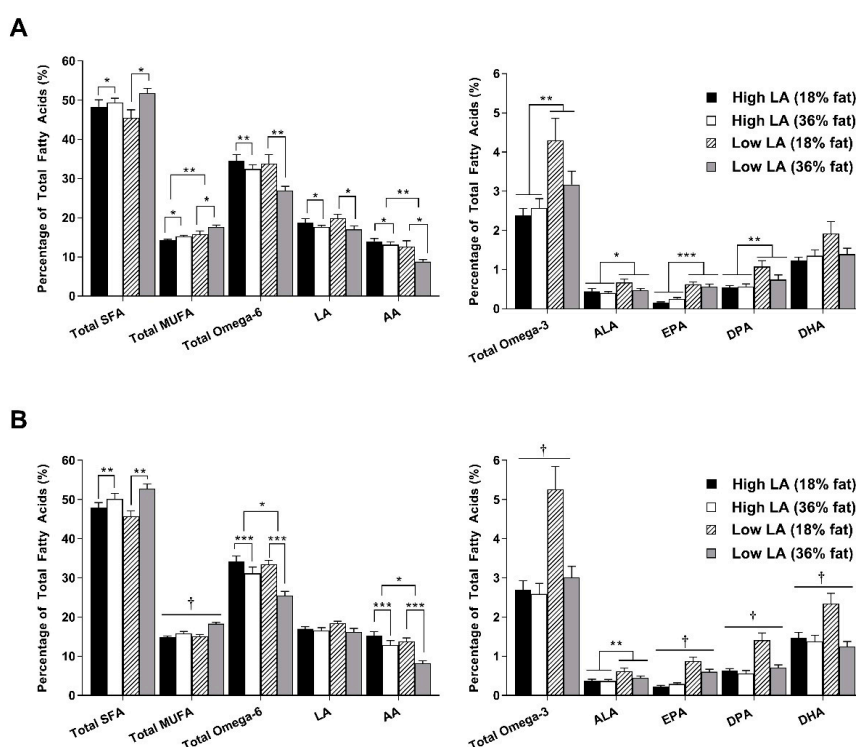 A
Percentage of Total Fatty Acids (%)
60
50
40
30
20
10
0
* *
** * *
** **
* *
** * *
Total SFA
Total MUFA
Total Omega-6
LA
AA
Percentage of Total Fatty Acids (%)
6
5
4
3
2
1
0
**
*
***
**
High LA (18% fat)
High LA (36% fat)
Low LA (18% fat)
Low LA (36% fat)
Total Omega-3
ALA
EPA
DPA
DHA
B
Percentage of Total Fatty Acids (%)
60
50
40
30
20
10
0
** **
†
*
*** ***
*
*** ***
Total SFA
Total MUFA
Total Omega-6
LA
AA
Percentage of Total Fatty Acids (%)
6
5
4
3
2
1
0
†
**
†
†
†
High LA (18% fat)
High LA (36% fat)
Low LA (18% fat)
Low LA (36% fat)
Total Omega-3
ALA
EPA
DPA
DHA